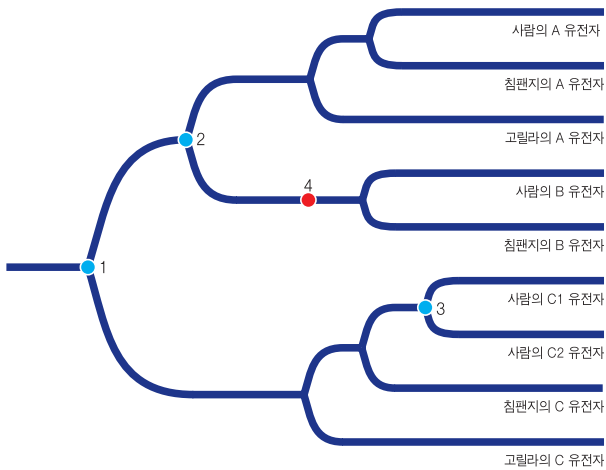 사람의 A 유전자
침팬지의 A 유전자
고릴라의 A 유전자
2
4
사람의 B 유전자
침팬지의 B 유전자
1
사람의 C1 유전자
3
사람의 C2 유전자
침팬지의 C 유전자
고릴라의 C 유전자